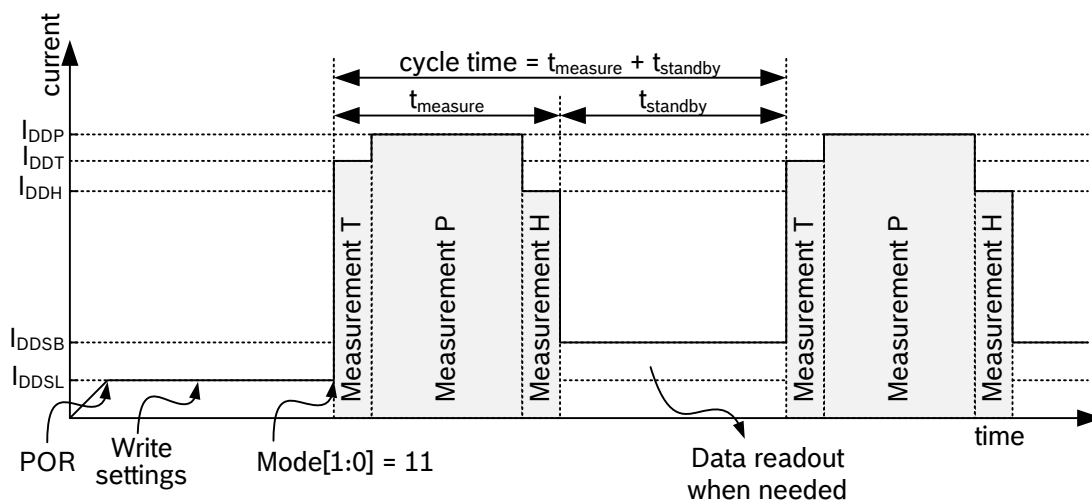 current
cycle time = tmeasure + tstandby
tmeasure
tstandby
IDDP
IDDT
IDDH
IDDSB
IDDSL
Measurement T
Measurement P
Measurement H
Measurement T
Measurement P
Measurement H
time
POR
Write
settings
Mode[1:0] = 11
Data readout
when needed